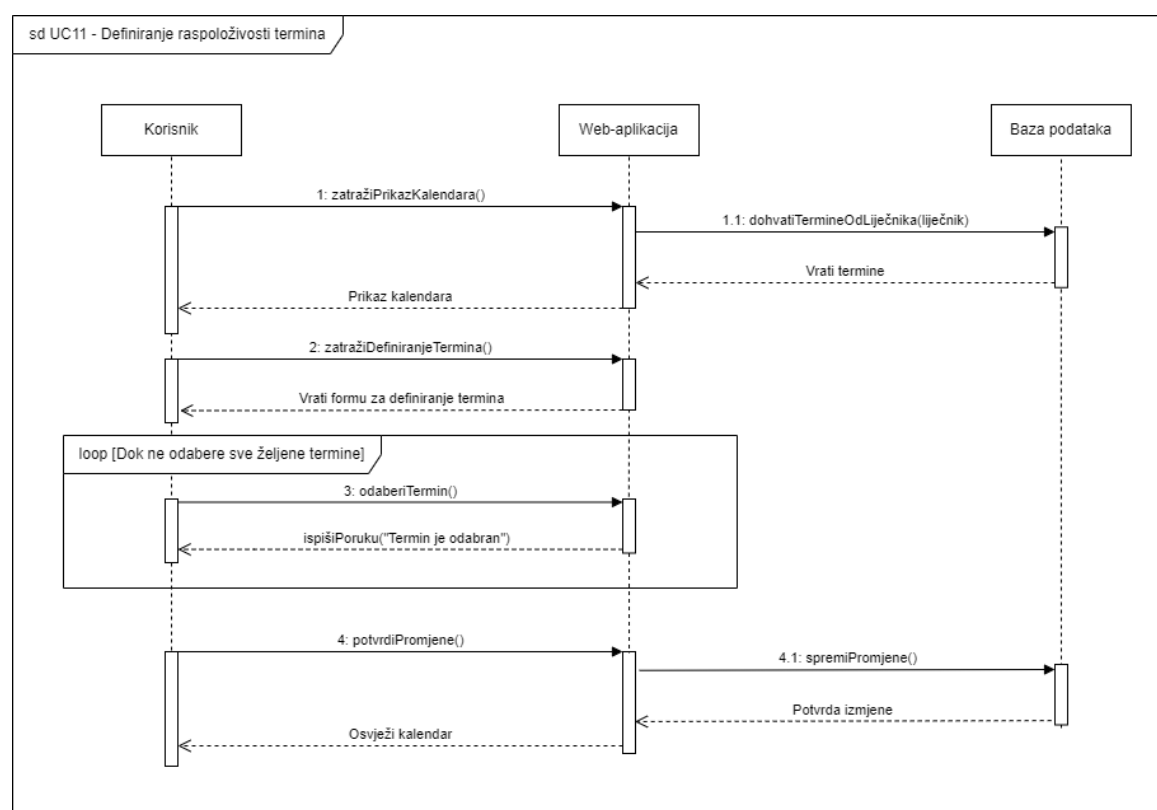 sd UC11 - Definiranje raspoloživosti termina
Korisnik
Web-aplikacija
Baza podataka
1: zatražiPrikazKalendara()
1.1: dohvatiTermineOdLiječnika(liječnik)
Vrati termine
Prikaz kalendara
2: zatražiDefiniranjeTermina()
Vrati formu za definiranje termina
loop [Dok ne odabere sve željene termine]
3: odaberiTermin()
ispišiPoruku("Termin je odabran")
4: potvrdiPromjene()
4.1: spremiPromjene()
Potvrda izmjene
Osvježi kalendar